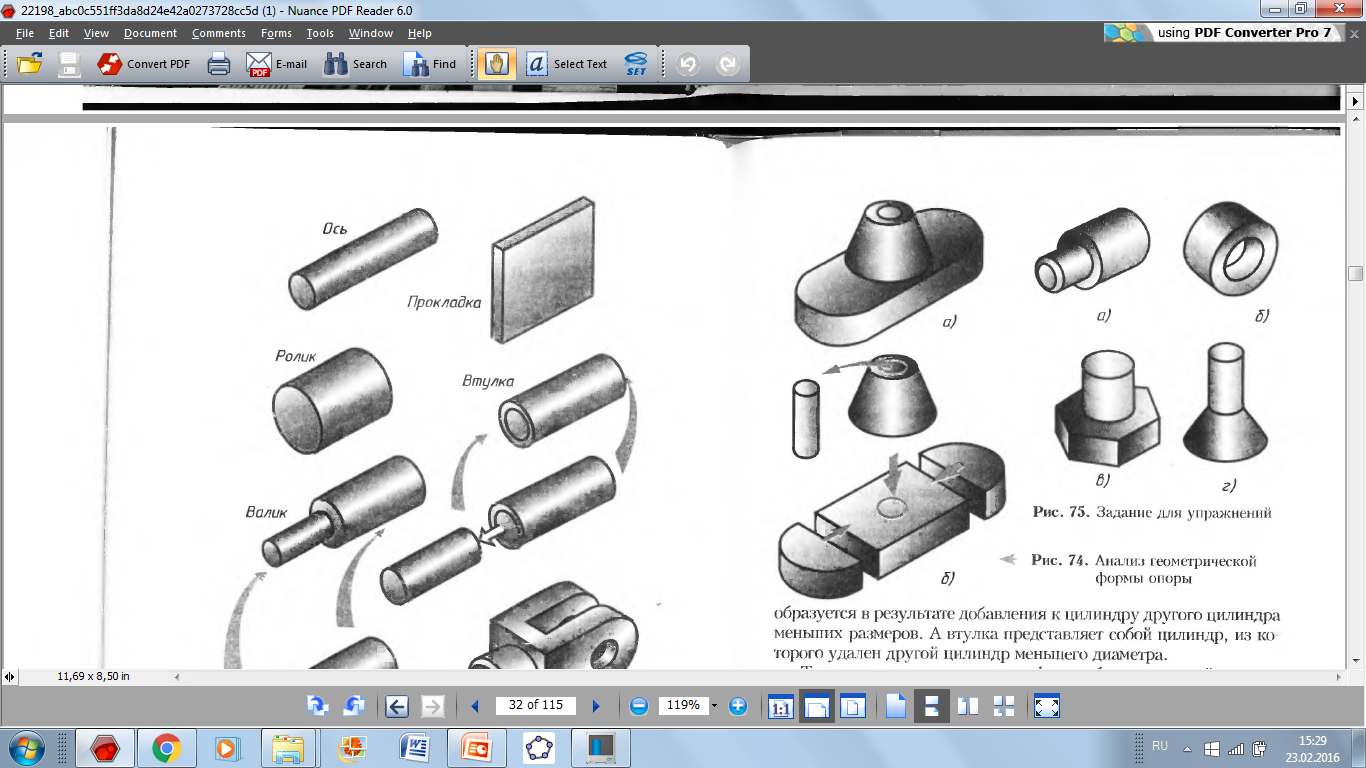 22198_abc0c551ff3da8d24e42a0273728cc5d (1) - Nuance PDF Reader 6.0
File Edit View Document Comments Forms Tools Window Help
using PDF Converter Pro 7
Convert PDF
PDF
E-mail
Search
Find
a Select Text
SET
Ось
Прокладка
Ролик
Втулка
Валик
а)
б)
а)
б)
в)
г)
Рис. 75. Задание для упражнений
Рис. 74. Анализ геометрической
формы опоры
образуется в результате добавления к цилиндру другого цилиндра
меньших размеров. А втулка представляет собой цилиндр, из ко-
торого удален другой цилиндр меньшего диаметра.
11,69 x 8,50 in
32 of 115
119%
1:1
RU
15:29
23.02.2016